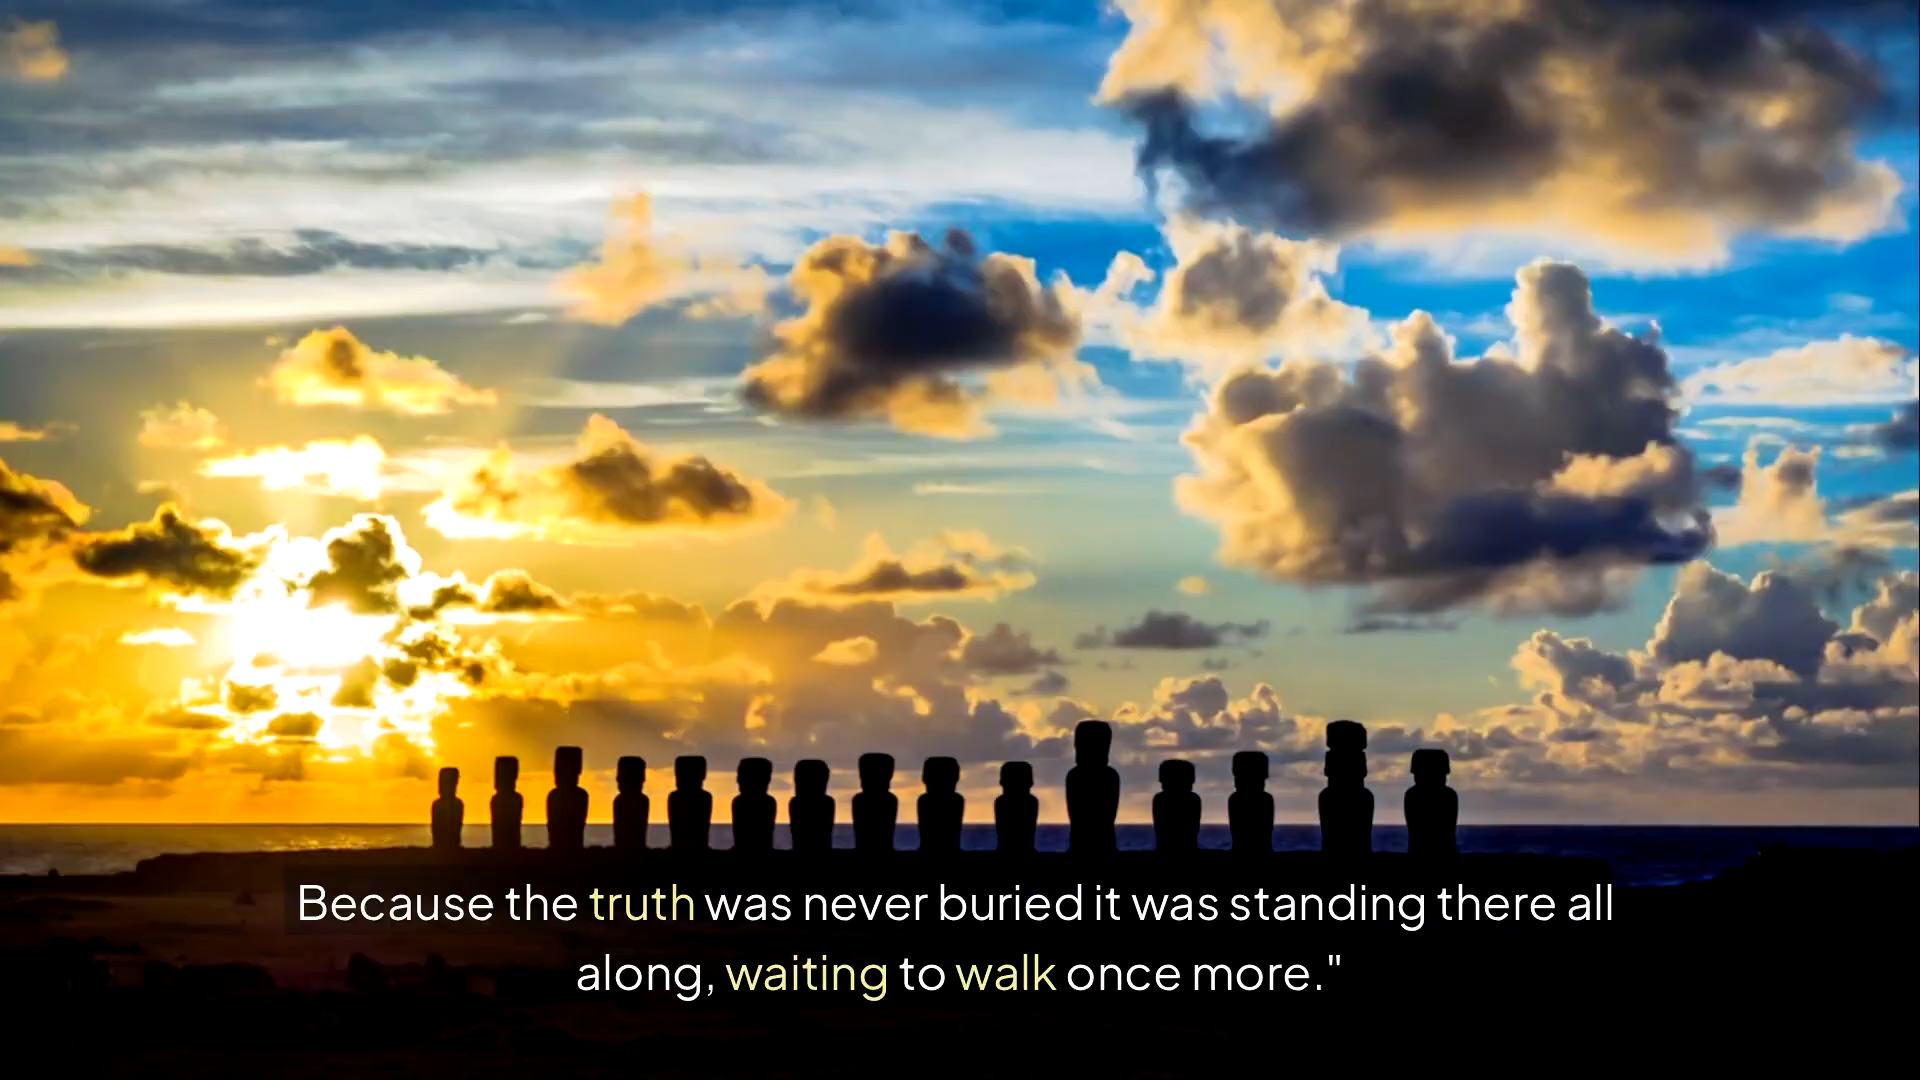 Because the truth was never buried it was standing there all
along, waiting to walk once more."